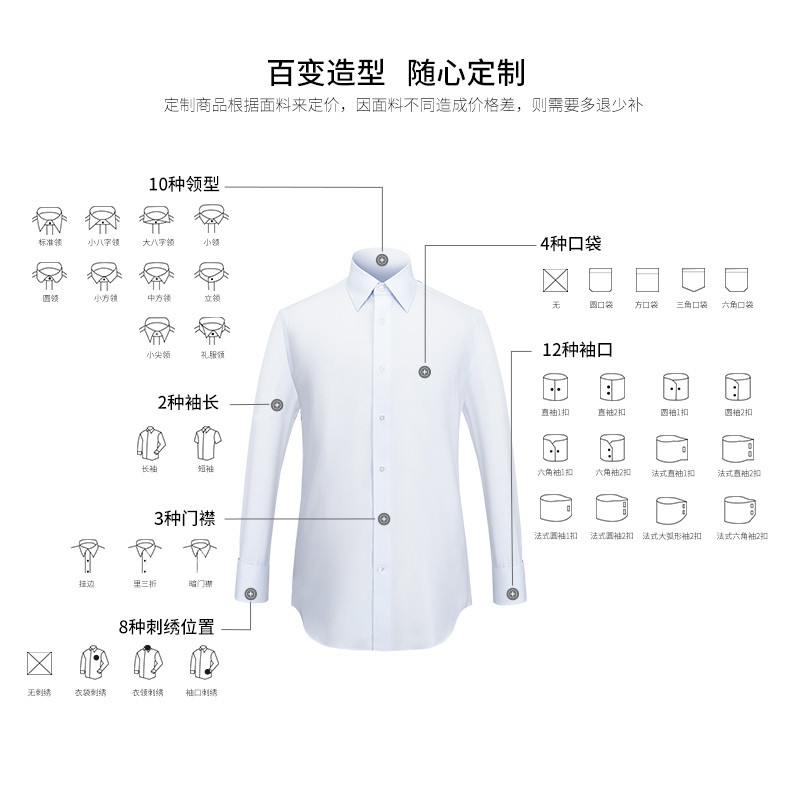 百变造型 随心定制
定制商品根据面料来定价，因面料不同造成价格差，则需要多退少补
10种领型
标准领 小八字领 大八字领 小领
圆领 小方领 中方领 立领
小尖领 礼服领
4种口袋
无 圆口袋 方口袋 三角口袋 六角口袋
12种袖口
直袖1扣 直袖2扣 圆袖1扣 圆袖2扣
六角袖1扣 六角袖2扣 法式直袖1扣 法式直袖2扣
法式圆袖1扣 法式圆袖2扣 法式大弧形袖2扣 法式六角袖2扣
2种袖长
长袖 短袖
3种门襟
挂边 里三折 暗门襟
8种刺绣位置
无刺绣 衣袋刺绣 衣领刺绣 袖口刺绣